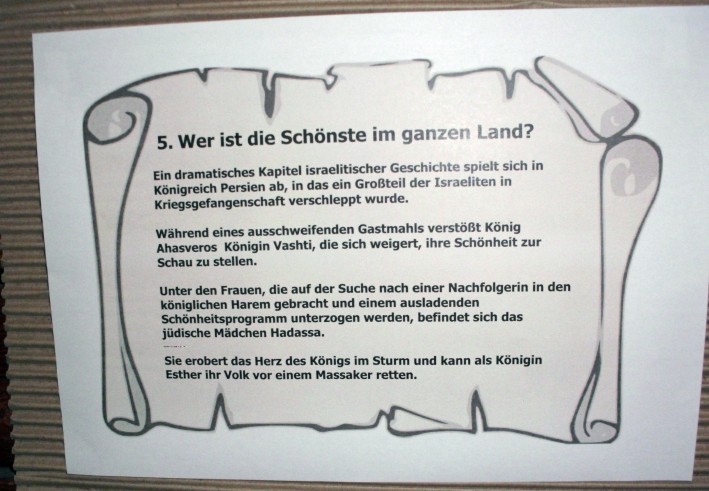 5. Wer ist die Schönste im ganzen Land?
Ein dramatisches Kapitel israelitischer Geschichte spielt sich in
Königreich Persien ab, in das ein Großteil der Israeliten in
Kriegsgefangenschaft verschleppt wurde.
Während eines ausschweifenden Gastmahls verstößt König
Ahasveros Königin Vashti, die sich weigert, ihre Schönheit zur
Schau zu stellen.
Unter den Frauen, die auf der Suche nach einer Nachfolgerin in den
königlichen Harem gebracht und einem ausladenden
Schönheitsprogramm unterzogen werden, befindet sich das
jüdische Mädchen Hadassa.
Sie erobert das Herz des Königs im Sturm und kann als Königin
Esther ihr Volk vor einem Massaker retten.